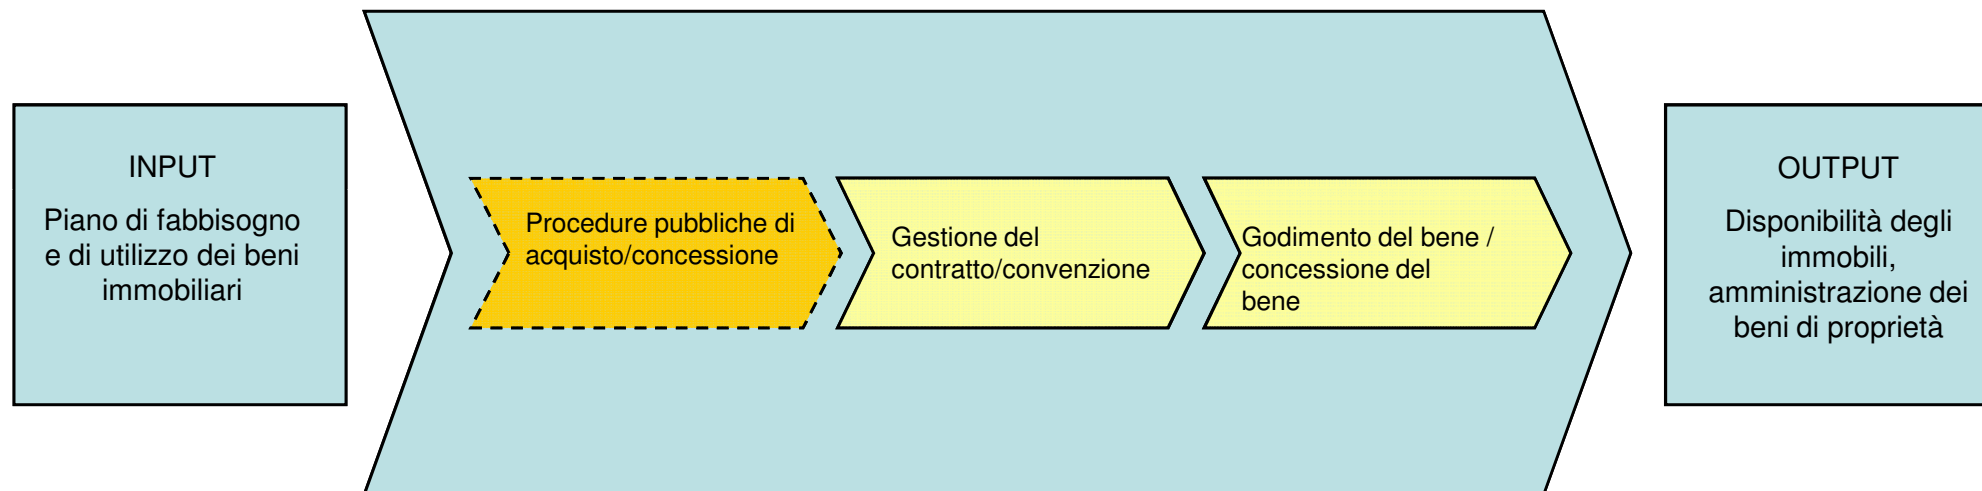 INPUT
Piano di fabbisogno
e di utilizzo dei beni
immobiliari
Procedure pubbliche di
acquisto/concessione
Gestione del
contratto/convenzione
Godimento del bene /
concessione del
bene
OUTPUT
Disponibilità degli
immobili,
amministrazione dei
beni di proprietà